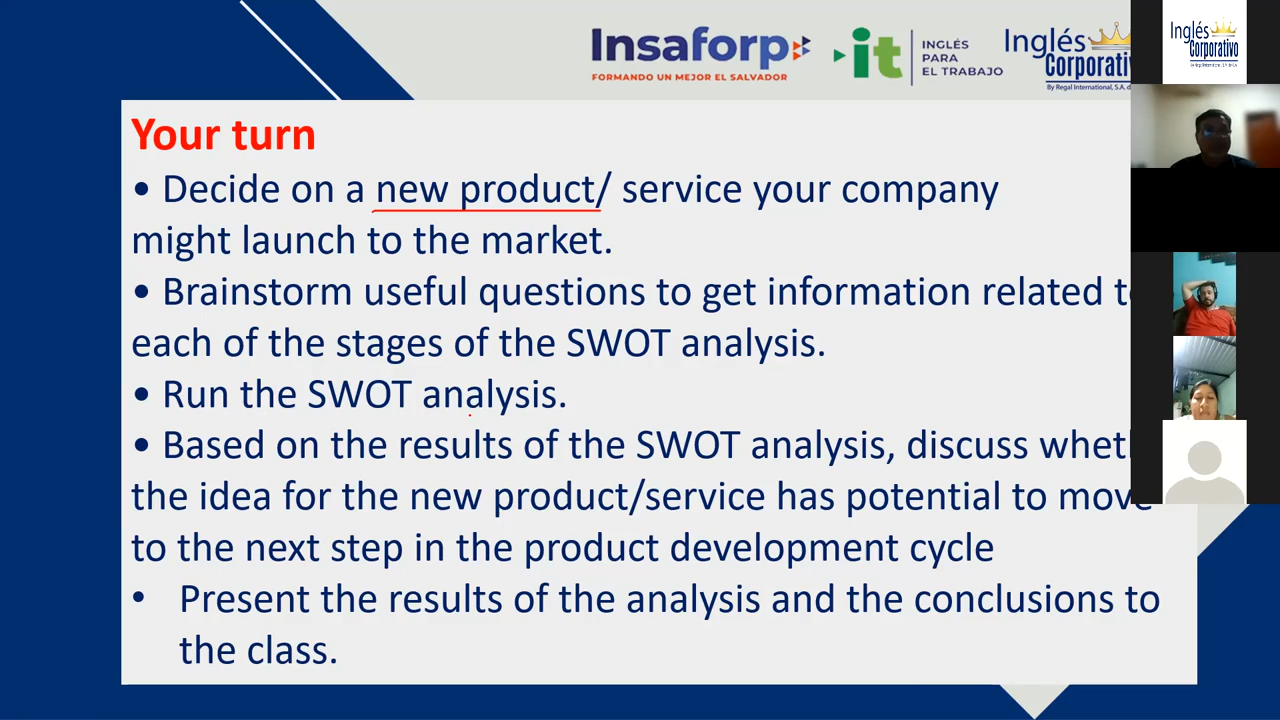 Insaforp
FORMANDO UN MEJOR EL SALVADOR
it
INGLÉS
PARA
EL TRABAJO
Inglés
Corporativ
By Regal International, S.A. d
Inglés
Corporativo
Your turn
• Decide on a new product/ service your company
might launch to the market.
• Brainstorm useful questions to get information related t
each of the stages of the SWOT analysis.
• Run the SWOT analysis.
• Based on the results of the SWOT analysis, discuss wheth
the idea for the new product/service has potential to move
to the next step in the product development cycle
• Present the results of the analysis and the conclusions to
the class.